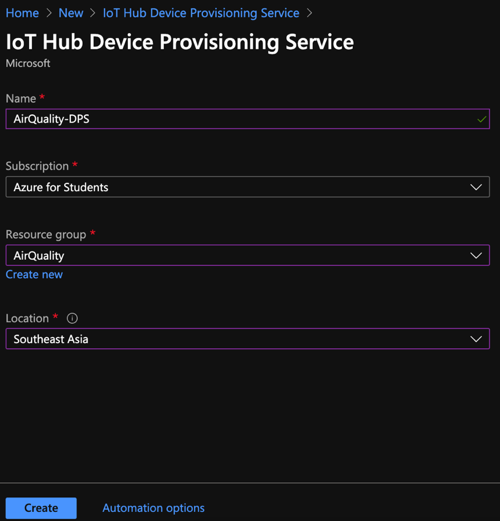 Home > New > IoT Hub Device Provisioning Service >
IoT Hub Device Provisioning Service
Microsoft
Name *
AirQuality-DPS
Subscription *
Azure for Students
Resource group *
AirQuality
Create new
Location *
Southeast Asia
Create Automation options